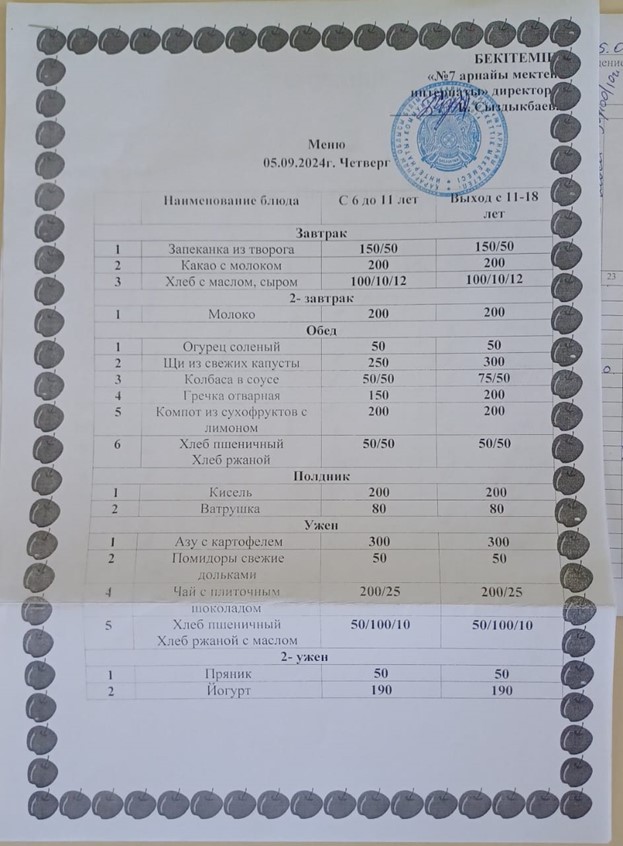 БЕКІТЕМІ
«№7 арнайы мектеп
интернаты» директор
Сыздыкбаев
Меню
05.09.2024г. Четверг
Наименование блюда С 6 до 11 лет Выход с 11-18 лет
Завтрак
1 Запеканка из творога 150/50 150/50
2 Какао с молоком 200 200
3 Хлеб с маслом, сыром 100/10/12 100/10/12
2- завтрак
1 Молоко 200 200
Обед
1 Огурец соленый 50 50
2 Щи из свежих капусты 250 300
3 Колбаса в соусе 50/50 75/50
4 Гречка отварная 150 200
5 Компот из сухофруктов с 200 200
лимоном
6 Хлеб пшеничный 50/50 50/50
Хлеб ржаной
Полдник
1 Кисель 200 200
2 Ватрушка 80 80
Ужен
1 Азу с картофелем 300 300
2 Помидоры свежие 50 50
дольками
4 Чай с плиточным 200/25 200/25
шоколадом
5 Хлеб пшеничный 50/100/10 50/100/10
Хлеб ржаной с маслом
2- ужен
1 Пряник 50 50
2 Йогурт 190 190
23